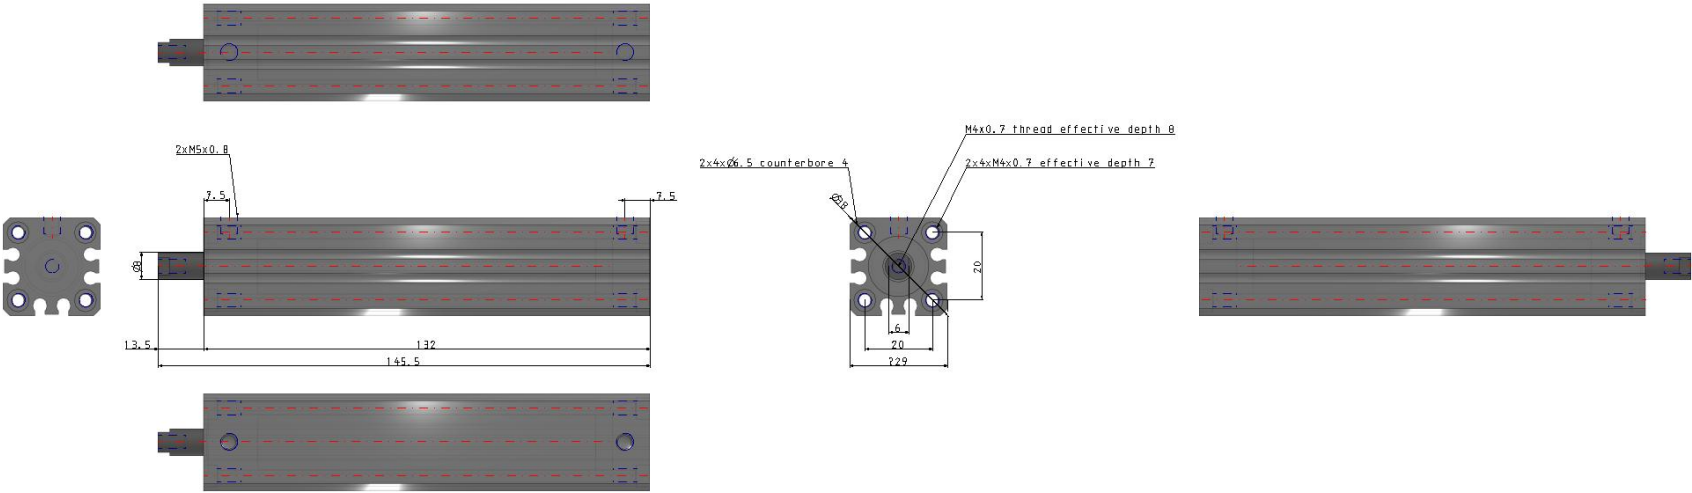 M4x0.7 thread effective depth 8
2xM5x0.8
2x4xØ6.5 counterbore 4
2x4xM4x0.7 effective depth 7
7.5
7.5
Ø38
Ø8
20
6
13.5
132
20
145.5
□29